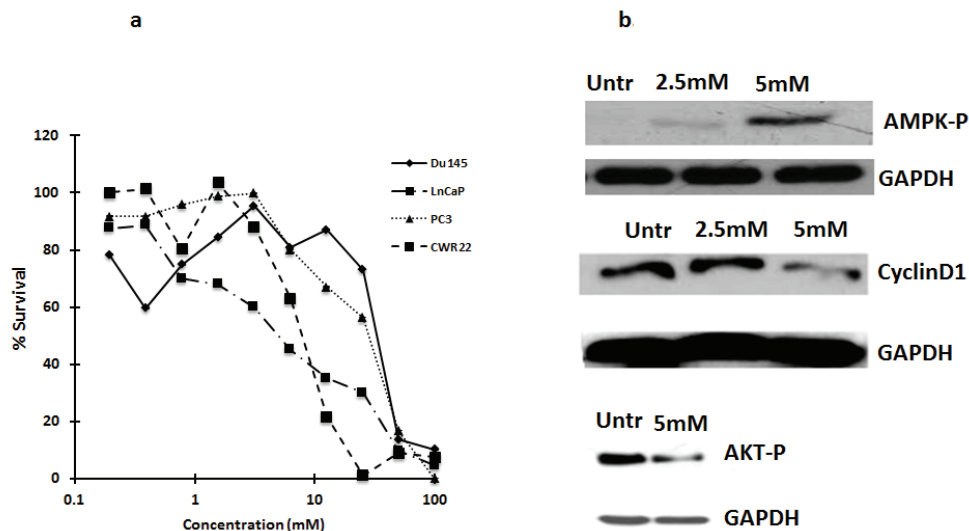 a
120
100
80
60
40
20
0
% Survival
0.1 1 10 100
Concentration (mM)
Du145
LnCaP
PC3
CWR22
b
Untr 2.5mM 5mM
AMPK-P
GAPDH
Untr 2.5mM 5mM
CyclinD1
GAPDH
Untr 5mM
AKT-P
GAPDH